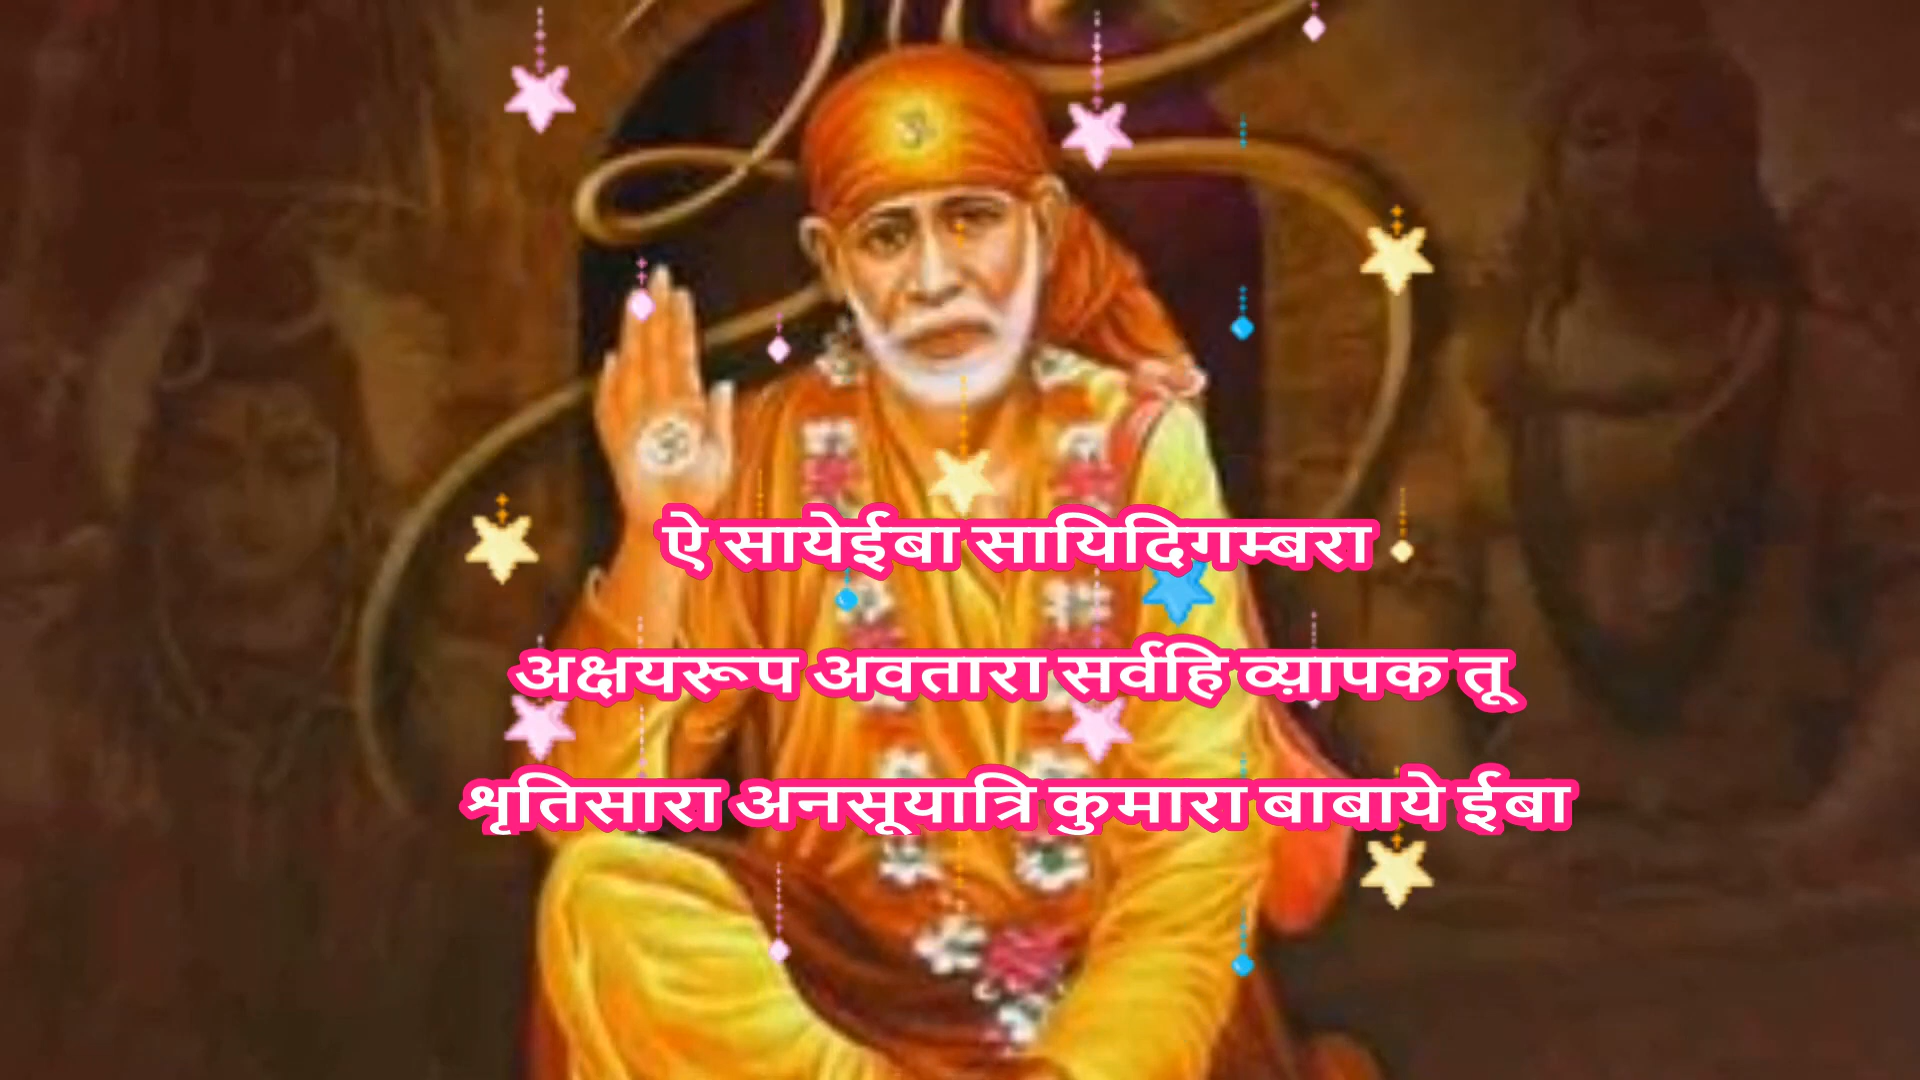 ॐ
ॐ
ऐ सायेईबा सायिदिगम्बरा
अक्षयरूप अवतारा सर्वहि व्य़ापक तू
शृतिसारा अनसूयात्रि कुमारा बाबाये ईबा